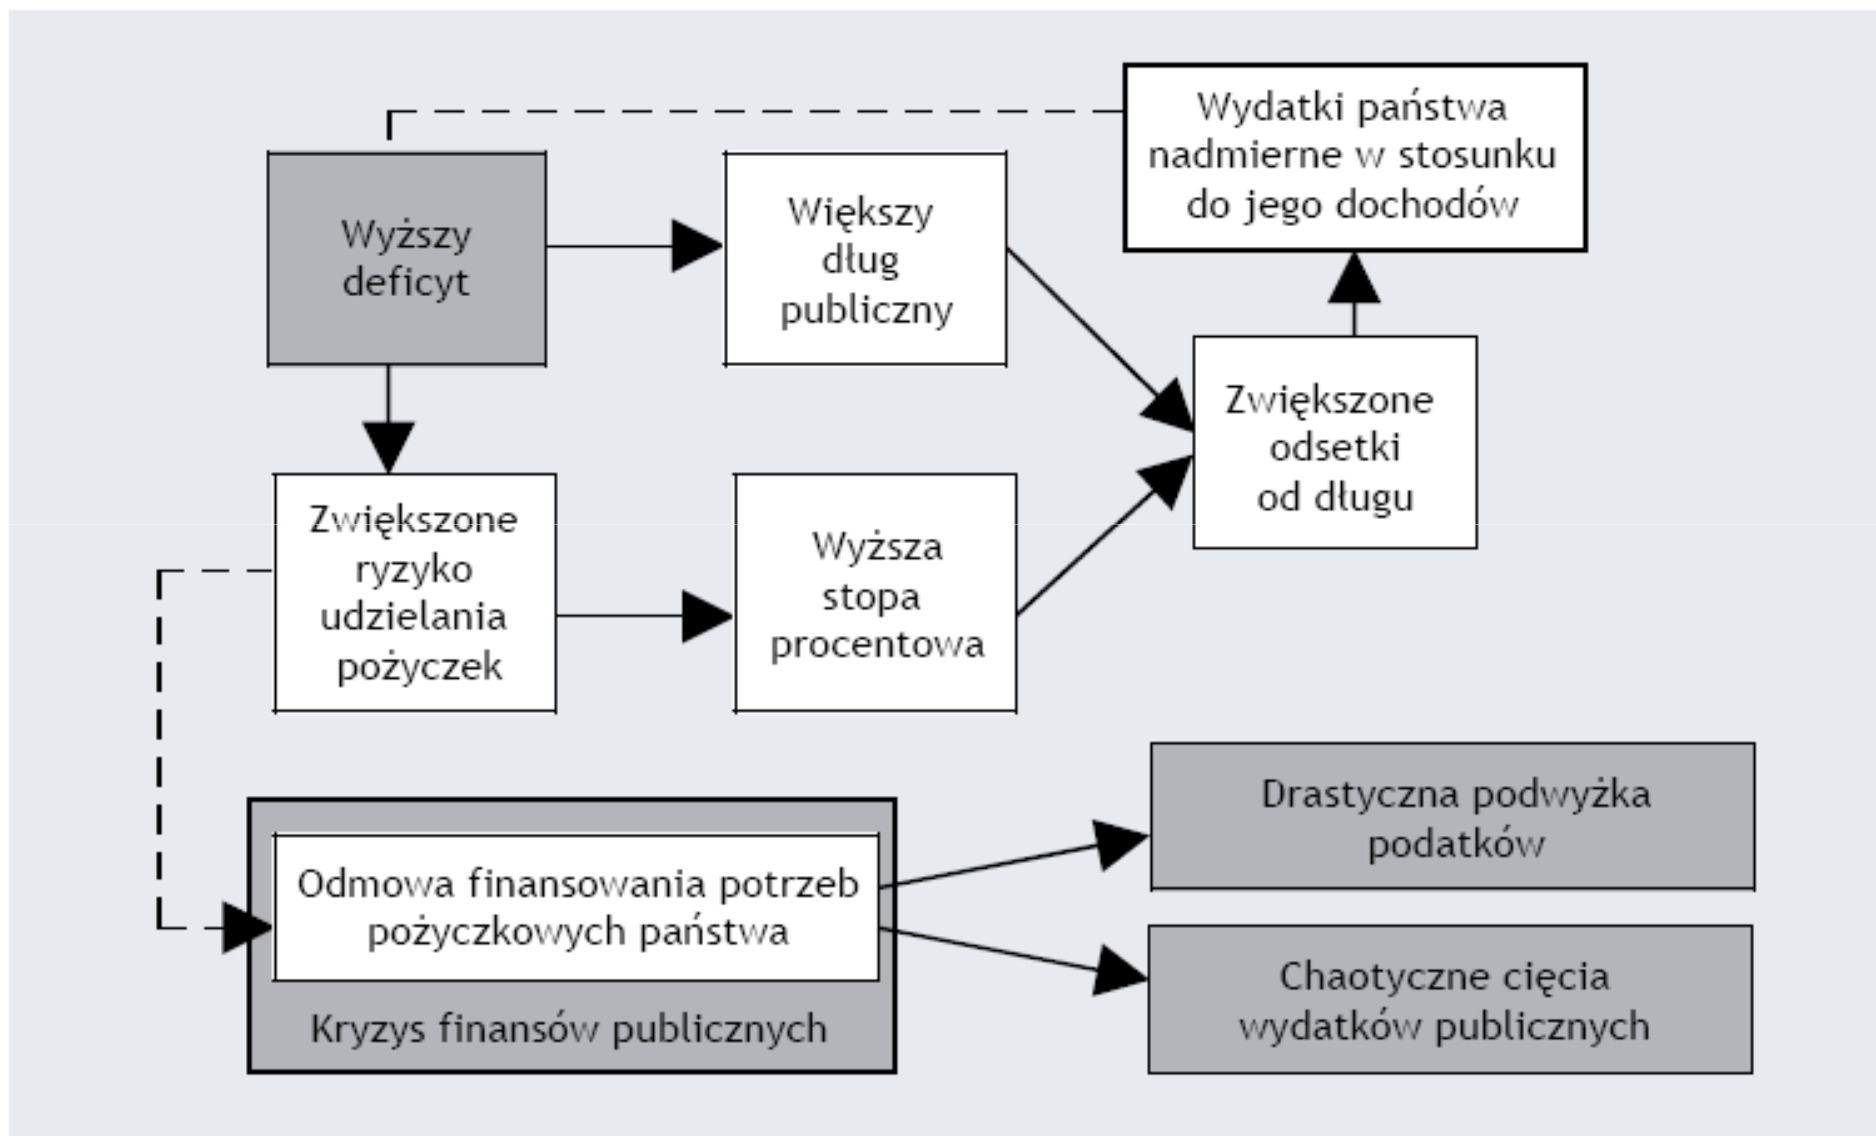 Wydatki państwa
nadmierne w stosunku
do jego dochodów
Wyższy
deficyt
Większy
dług
publiczny
Zwiększone
odsetki
od długu
Zwiększone
ryzyko
udzielania
pożyczek
Wyższa
stopa
procentowa
Drastyczna podwyżka
podatków
Odmowa finansowania potrzeb
pożyczkowych państwa
Kryzys finansów publicznych
Chaotyczne cięcia
wydatków publicznych